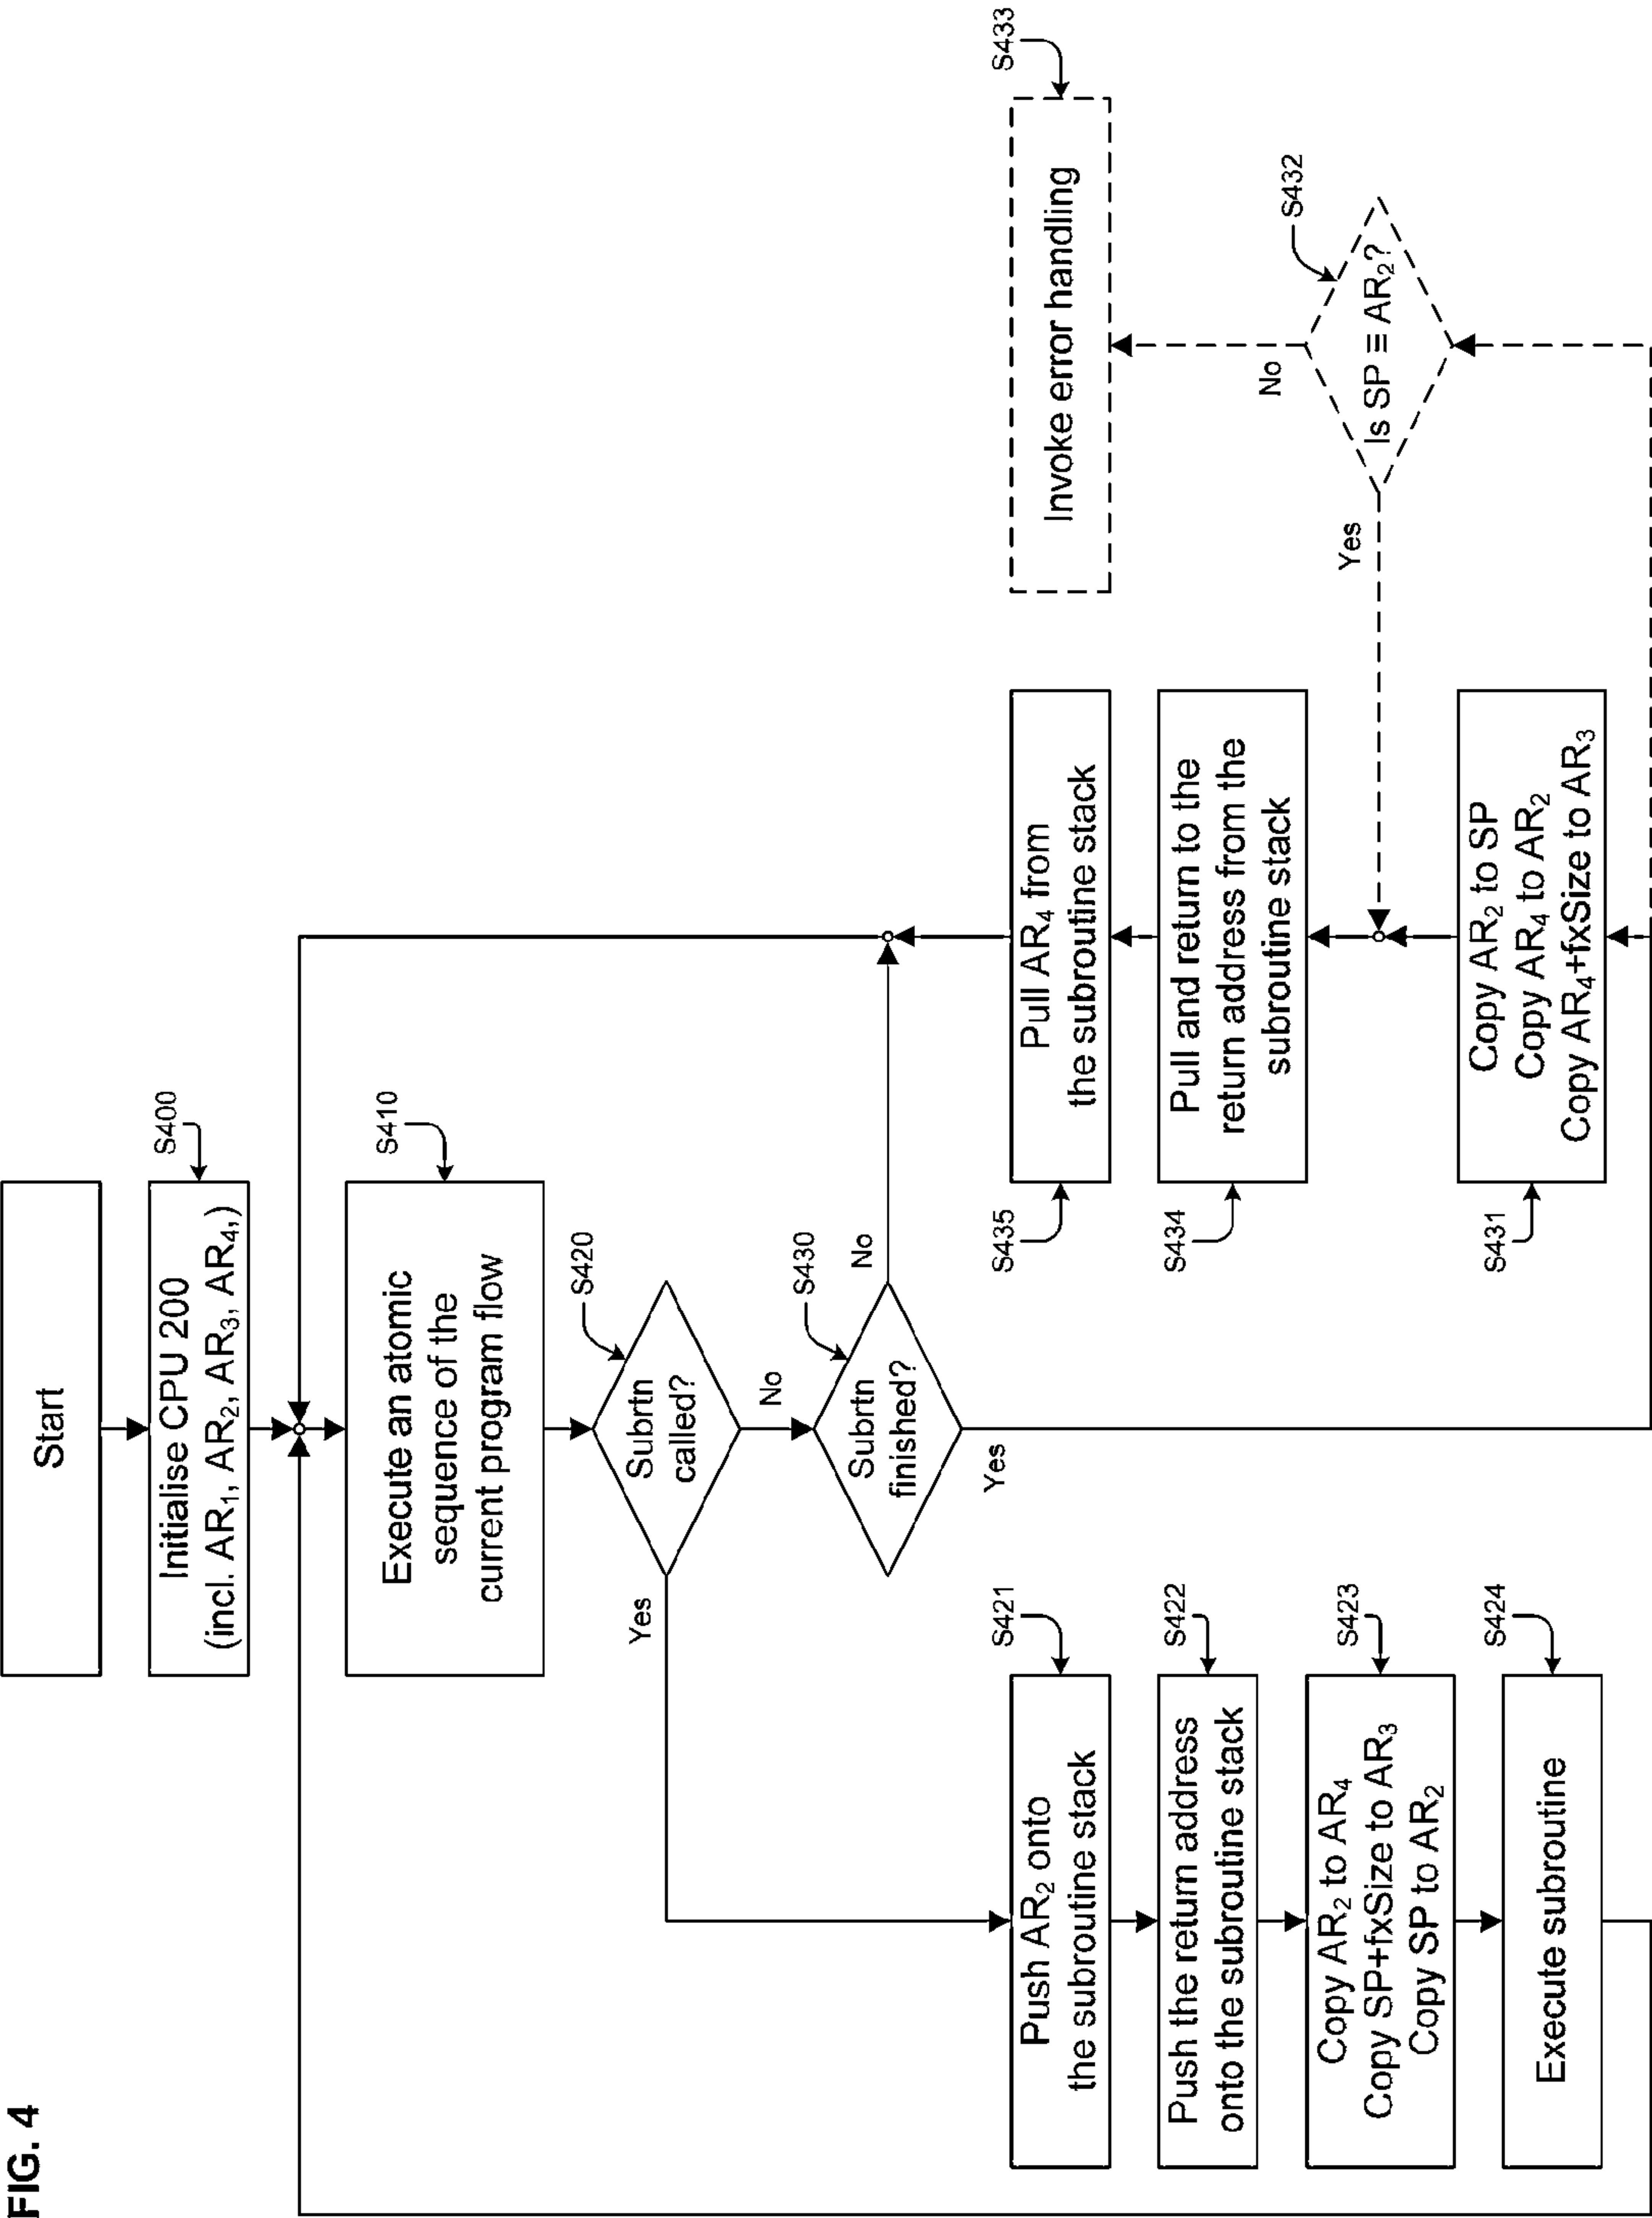 FIG. 4
Start
S400
Initialise CPU 200
(incl. AR₁, AR₂, AR₃, AR₄,)
S410
Execute an atomic
sequence of the
current program flow
S420
Subrtn
called?
Yes
No
S430
Subrtn
finished?
No
Yes
S421
Push AR₂ onto
the subroutine stack
S422
Push the return address
onto the subroutine stack
S423
Copy AR₂ to AR₄
Copy SP+fxSize to AR₃
Copy SP to AR₂
S424
Execute subroutine
S435
Pull AR₄ from
the subroutine stack
S434
Pull and return to the
return address from the
subroutine stack
S431
Copy AR₂ to SP
Copy AR₄ to AR₂
Copy AR₄+fxSize to AR₃
S433
Invoke error handling
S432
No
Is SP ≡ AR₂?
Yes